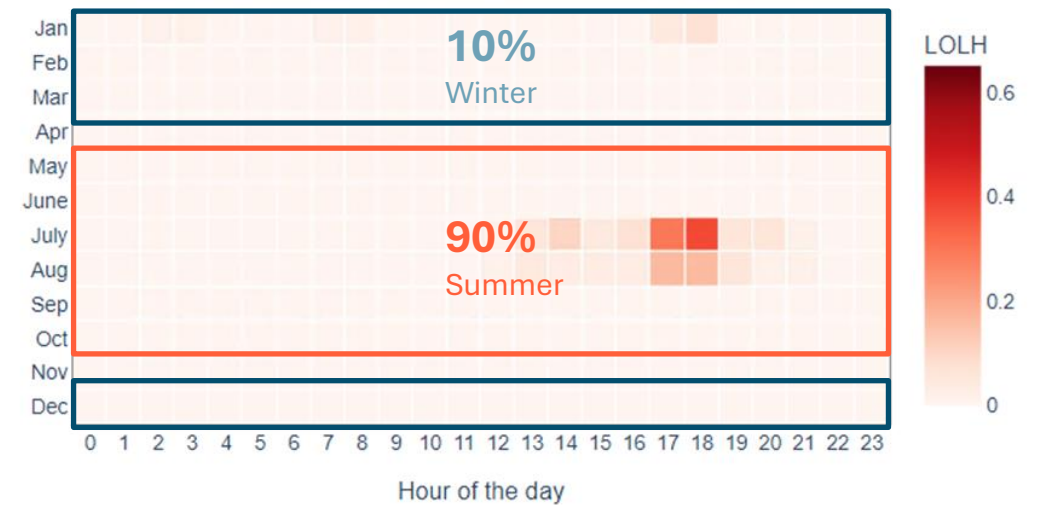 LOLH
0.6
0.4
0.2
0
Jan
Feb
Mar
Apr
May
June
July
Aug
Sep
Oct
Nov
Dec
10%
Winter
90%
Summer
0 1 2 3 4 5 6 7 8 9 10 11 12 13 14 15 16 17 18 19 20 21 22 23
Hour of the day